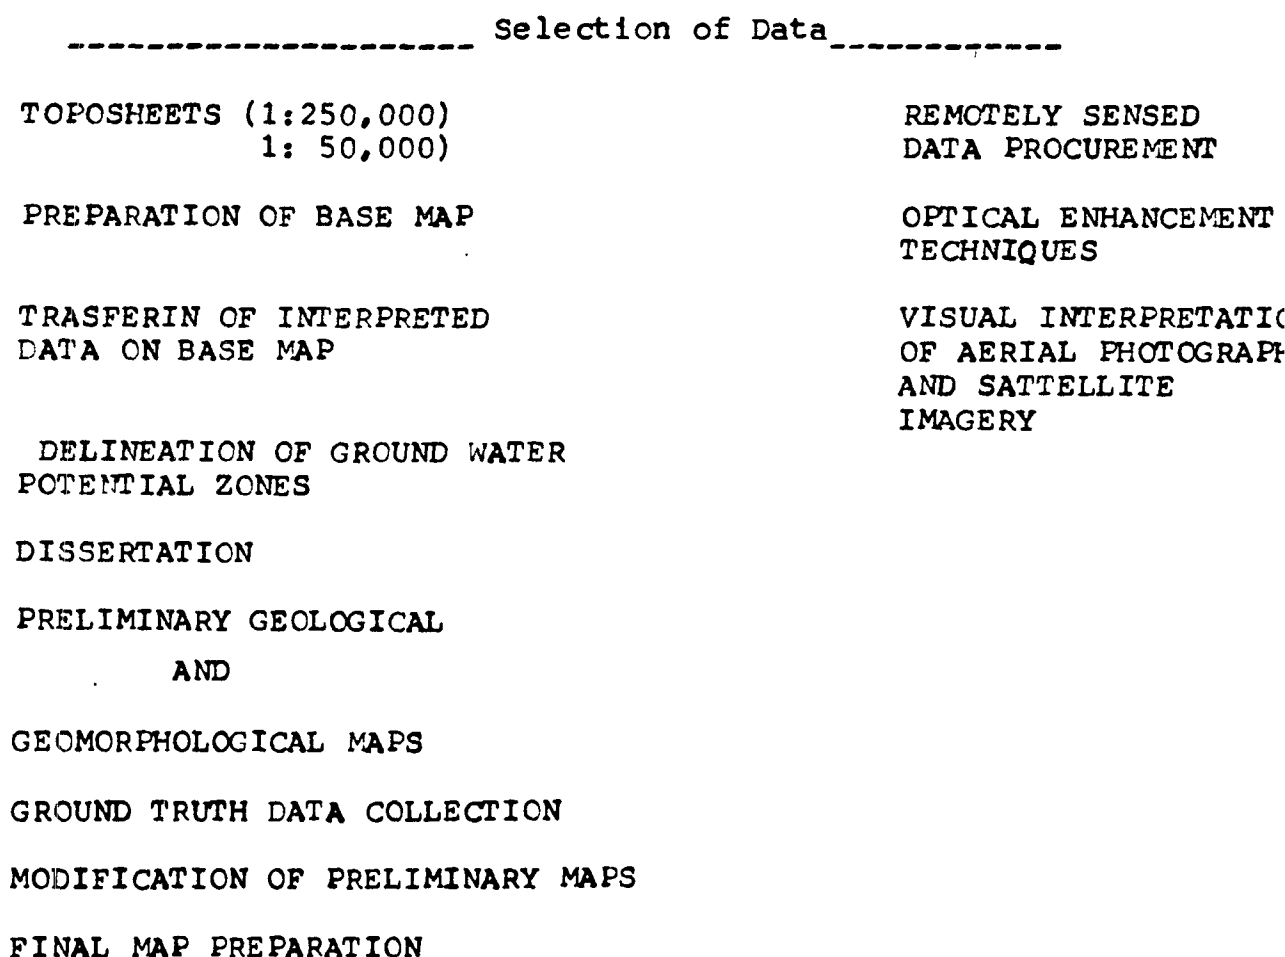 Selection of Data
TOPOSHEETS (1:250,000)
1: 50,000)
PREPARATION OF BASE MAP
TRASFERIN OF INTERPRETED
DATA ON BASE MAP
DELINEATION OF GROUND WATER
POTENTIAL ZONES
DISSERTATION
PRELIMINARY GEOLOGICAL
AND
GEOMORPHOLOGICAL MAPS
GROUND TRUTH DATA COLLECTION
MODIFICATION OF PRELIMINARY MAPS
FINAL MAP PREPARATION
REMOTELY SENSED
DATA PROCUREMENT
OPTICAL ENHANCEMENT
TECHNIQUES
VISUAL
OF AERIAL
AND SATTELLITE
IMAGERY